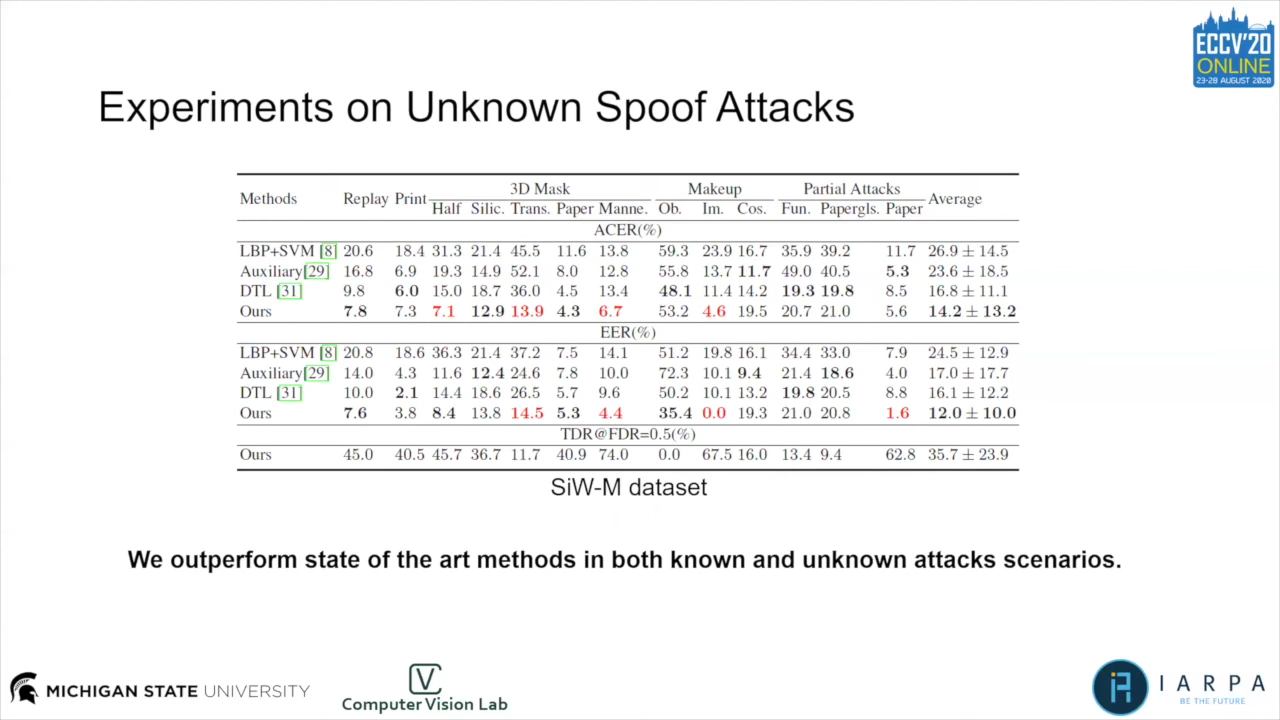 ECCV'20
ONLINE
23-28 AUGUST 2020
Experiments on Unknown Spoof Attacks
Methods Replay Print 3D Mask Makeup Partial Attacks Average
Half Silic. Trans. Paper Manne. Ob. Im. Cos. Fun. Papergls. Paper
ACER(%)
LBP+SVM [8] 20.6 18.4 31.3 21.4 45.5 11.6 13.8 59.3 23.9 16.7 35.9 39.2 11.7 26.9 ± 14.5
Auxiliary[29] 16.8 6.9 19.3 14.9 52.1 8.0 12.8 55.8 13.7 11.7 49.0 40.5 5.3 23.6 ± 18.5
DTL [31] 9.8 6.0 15.0 18.7 36.0 4.5 13.4 48.1 11.4 14.2 19.3 19.8 8.5 16.8 ± 11.1
Ours 7.8 7.3 7.1 12.9 13.9 4.3 6.7 53.2 4.6 19.5 20.7 21.0 5.6 14.2 ± 13.2
EER(%)
LBP+SVM [8] 20.8 18.6 36.3 21.4 37.2 7.5 14.1 51.2 19.8 16.1 34.4 33.0 7.9 24.5 ± 12.9
Auxiliary[29] 14.0 4.3 11.6 12.4 24.6 7.8 10.0 72.3 10.1 9.4 21.4 18.6 4.0 17.0 ± 17.7
DTL [31] 10.0 2.1 14.4 18.6 26.5 5.7 9.6 50.2 10.1 13.2 19.8 20.5 8.8 16.1 ± 12.2
Ours 7.6 3.8 8.4 13.8 14.5 5.3 4.4 35.4 0.0 19.3 21.0 20.8 1.6 12.0 ± 10.0
TDR@FDR=0.5(%)
Ours 45.0 40.5 45.7 36.7 11.7 40.9 74.0 0.0 67.5 16.0 13.4 9.4 62.8 35.7 ± 23.9
SiW-M dataset
We outperform state of the art methods in both known and unknown attacks scenarios.
MICHIGAN STATE UNIVERSITY
Computer Vision Lab
IARPA
BE THE FUTURE